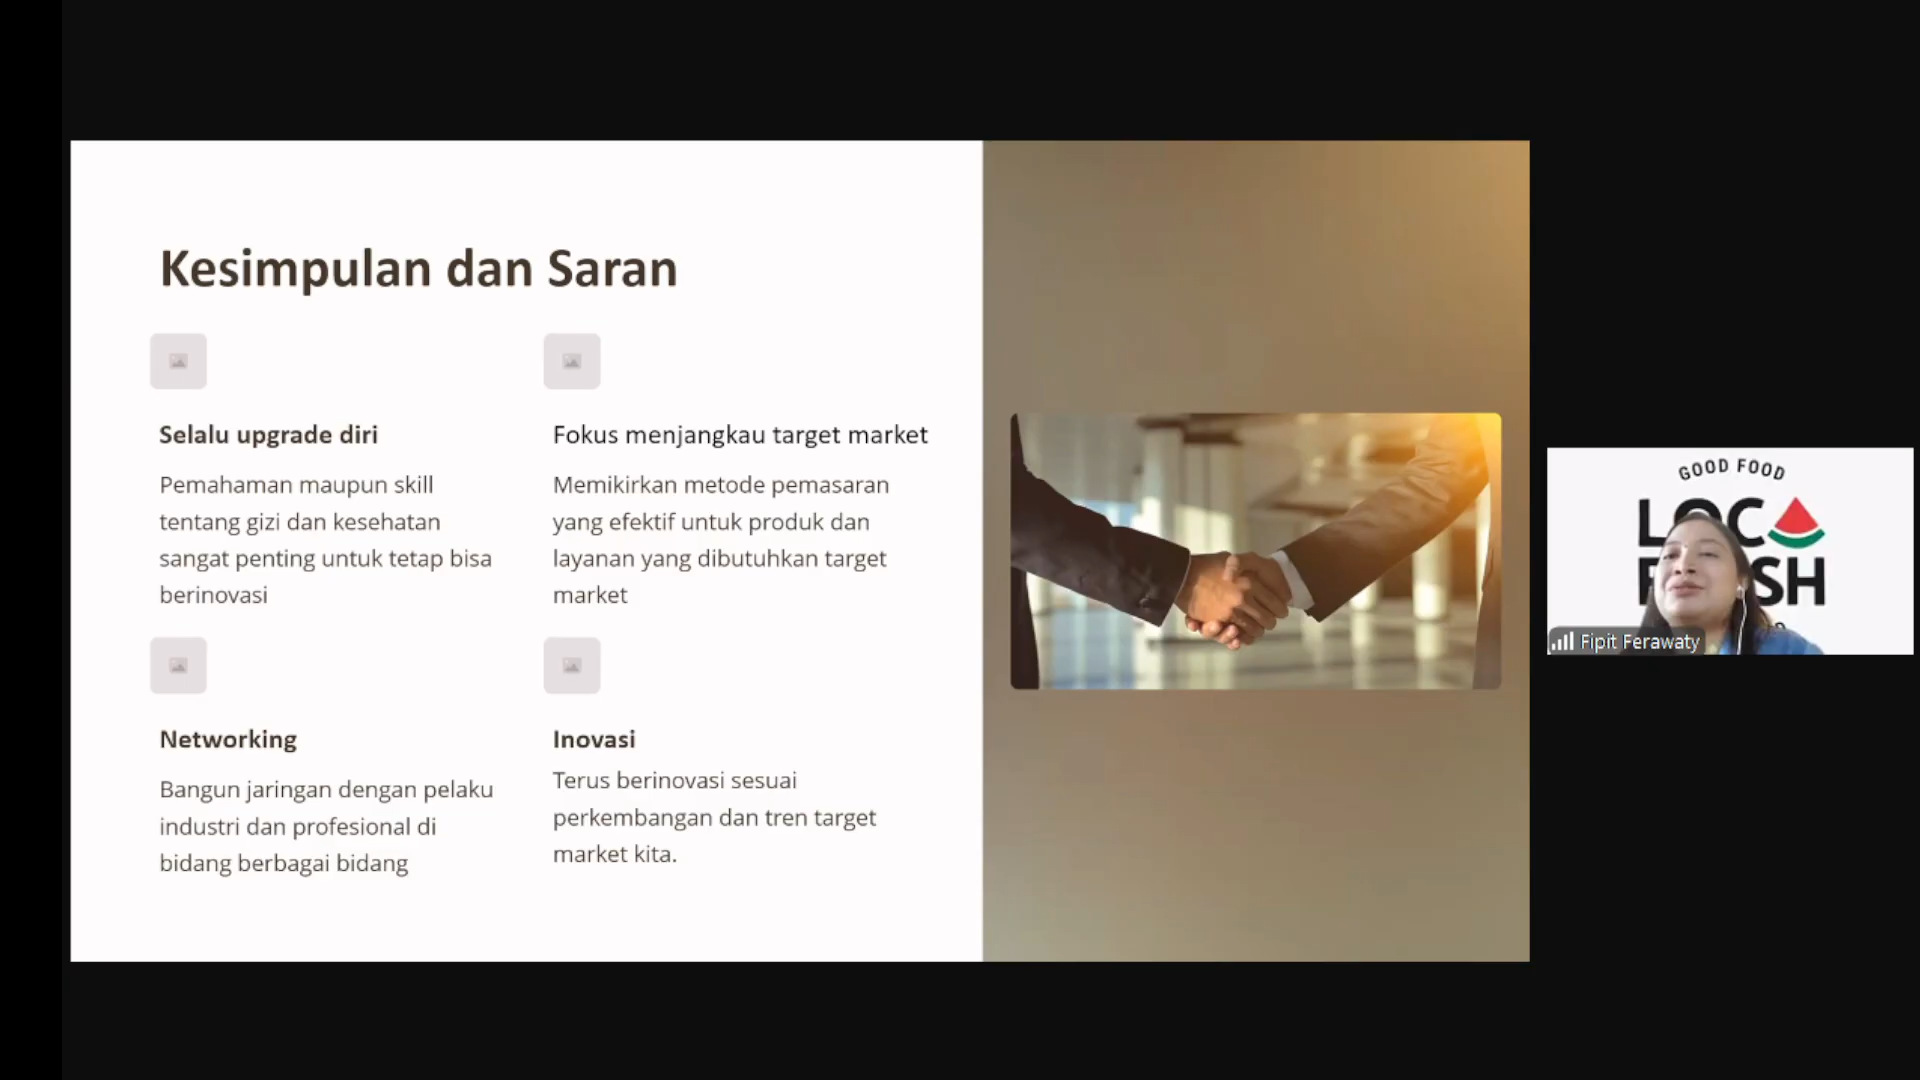 Kesimpulan dan Saran
Selalu upgrade diri
Pemahaman maupun skill
tentang gizi dan kesehatan
sangat penting untuk tetap bisa
berinovasi
Fokus menjangkau target market
Memikirkan metode pemasaran
yang efektif untuk produk dan
layanan yang dibutuhkan target
market
Networking
Bangun jaringan dengan pelaku
industri dan profesional di
bidang berbagai bidang
Inovasi
Terus berinovasi sesuai
perkembangan dan tren target
market kita.
GOOD FOOD
Fipit Ferawaty